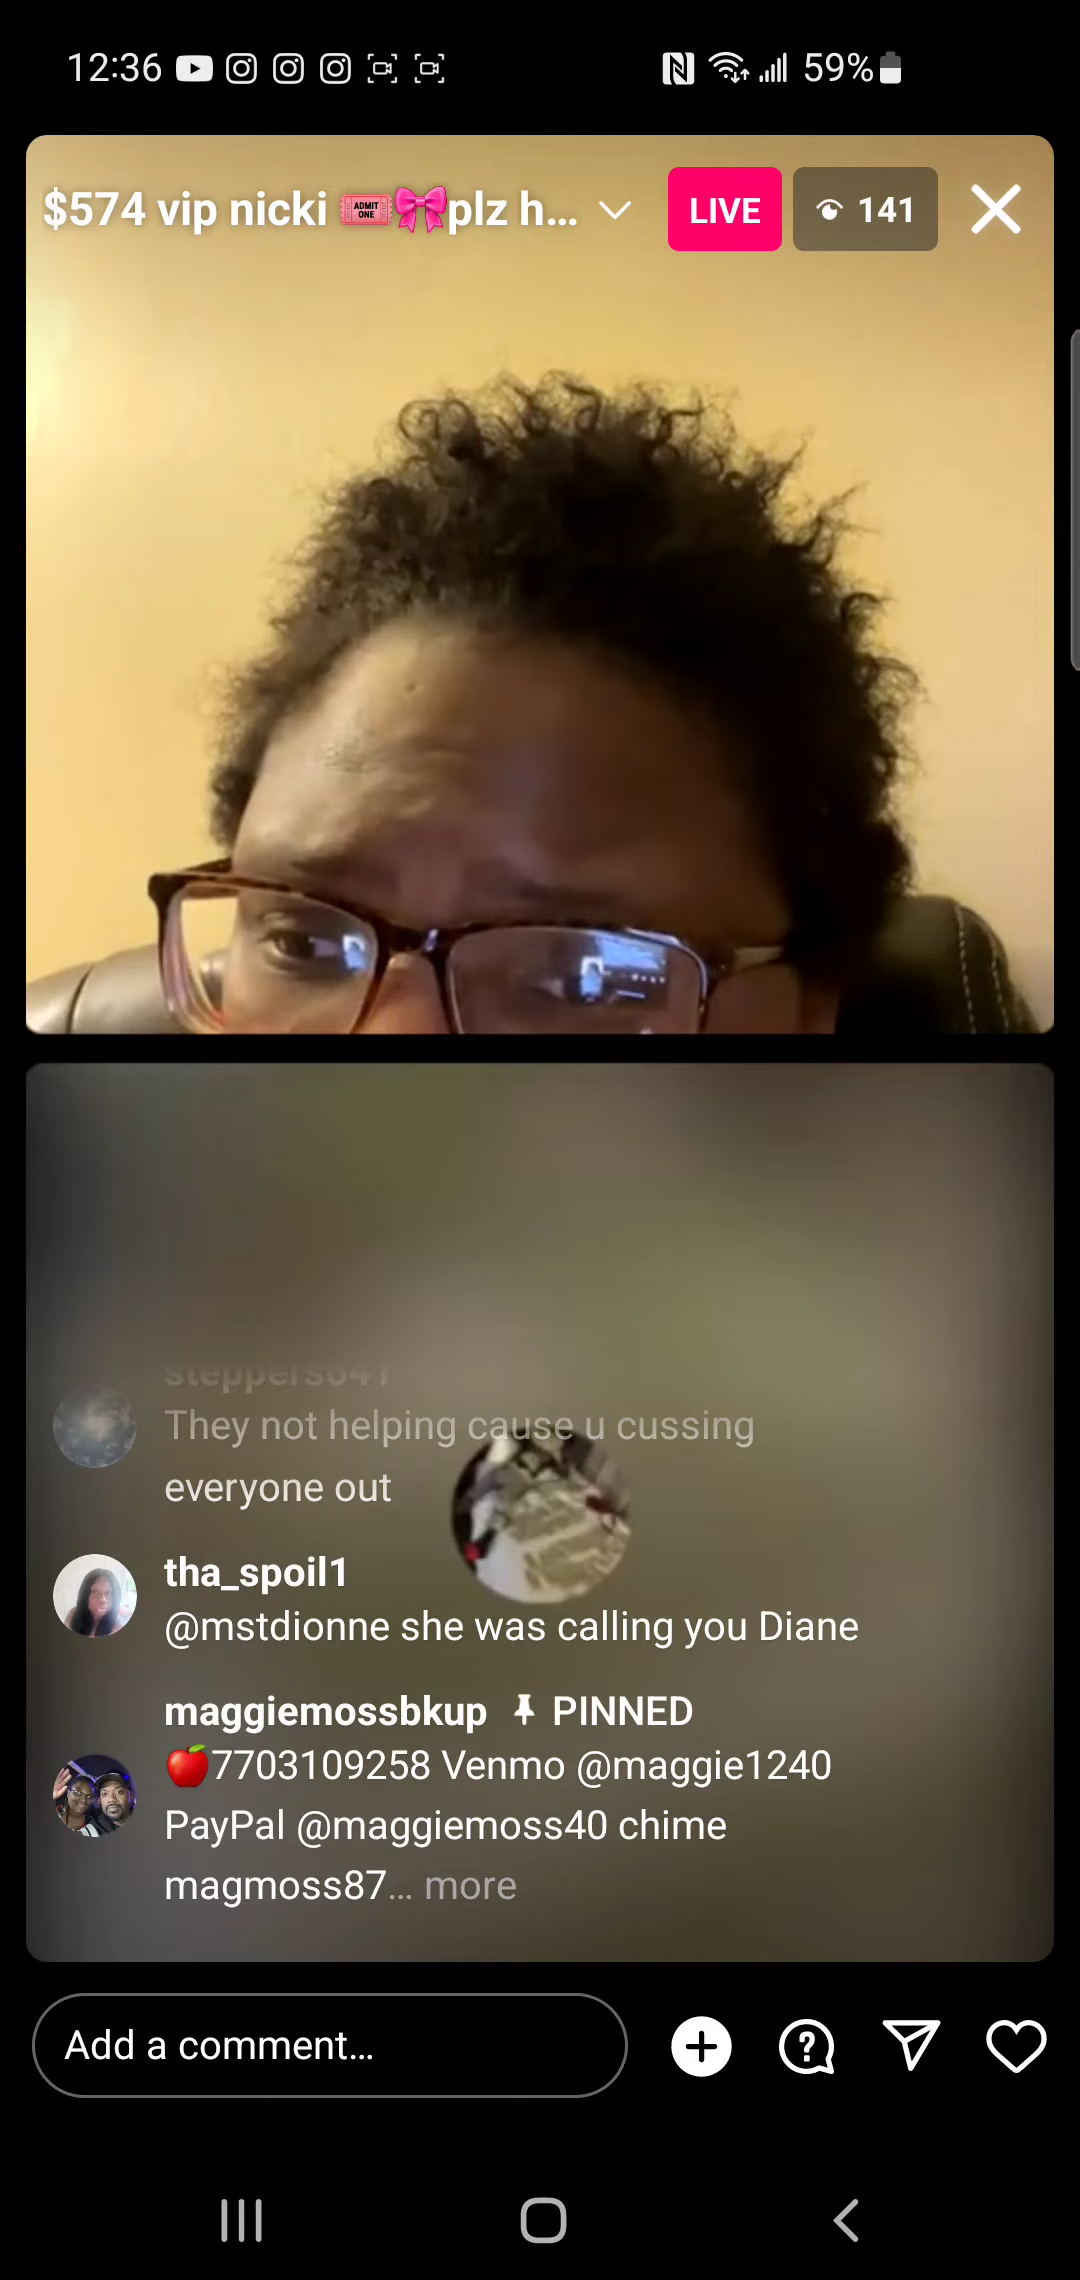 12:36 59%
$574 vip nicki 🎟️🎀plz h... LIVE 141
steppers641
They not helping cause u cussing
everyone out
tha_spoil1
@mstdionne she was calling you Diane
maggiemossbkup PINNED
🍎7703109258 Venmo @maggie1240
PayPal @maggiemoss40 chime
magmoss87... more
Add a comment...